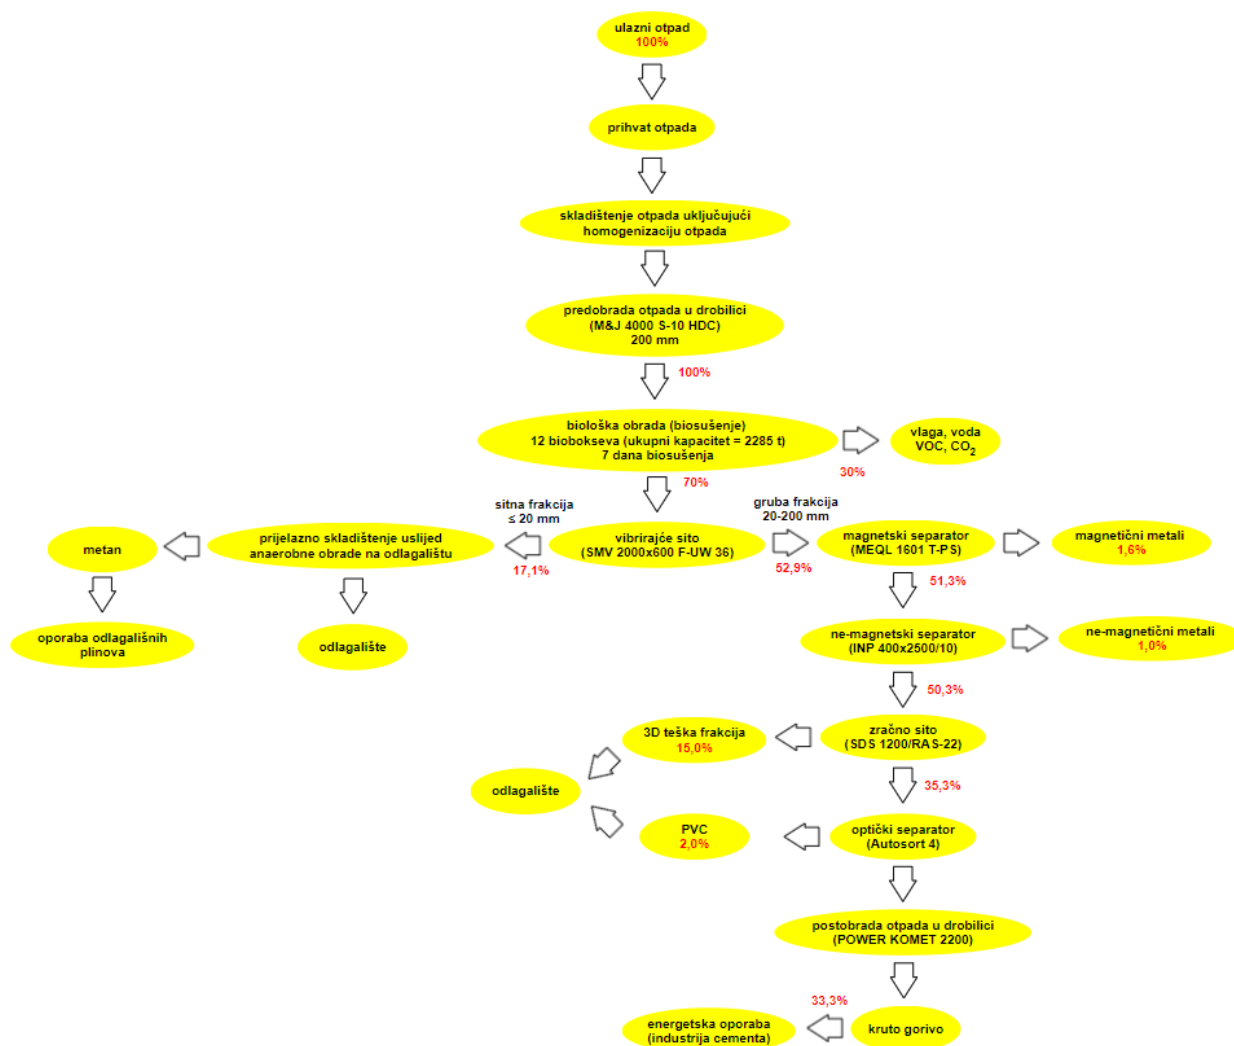 ulazni otpad
100%
prihvat otpada
skladištenje otpada uključujući
homogenizaciju otpada
predobrada otpada u drobilici
(M&J 4000 S-10 HDC)
200 mm
100%
biološka obrada (biosušenje)
12 biobokseva (ukupni kapacitet = 2285 t)
7 dana biosušenja
30%
vlaga, voda
VOC, CO₂
70%
sitna frakcija
≤ 20 mm
17,1%
vibrirajće sito
(SMV 2000x600 F-UW 36)
gruba frakcija
20-200 mm
52,9%
metan
prijelazno skladištenje uslijed
anaerobne obrade na odlagalištu
magnetski separator
(MEQL 1601 T-PS)
magnetični metali
1,6%
51,3%
oporaba odlagališnih
plinova
odlagalište
ne-magnetski separator
(INP 400x2500/10)
ne-magnetični metali
1,0%
50,3%
3D teška frakcija
15,0%
zračno sito
(SDS 1200/RAS-22)
odlagalište
35,3%
PVC
2,0%
optički separator
(Autosort 4)
postobrada otpada u drobilici
(POWER KOMET 2200)
33,3%
energetska oporaba
(industrija cementa)
kruto gorivo